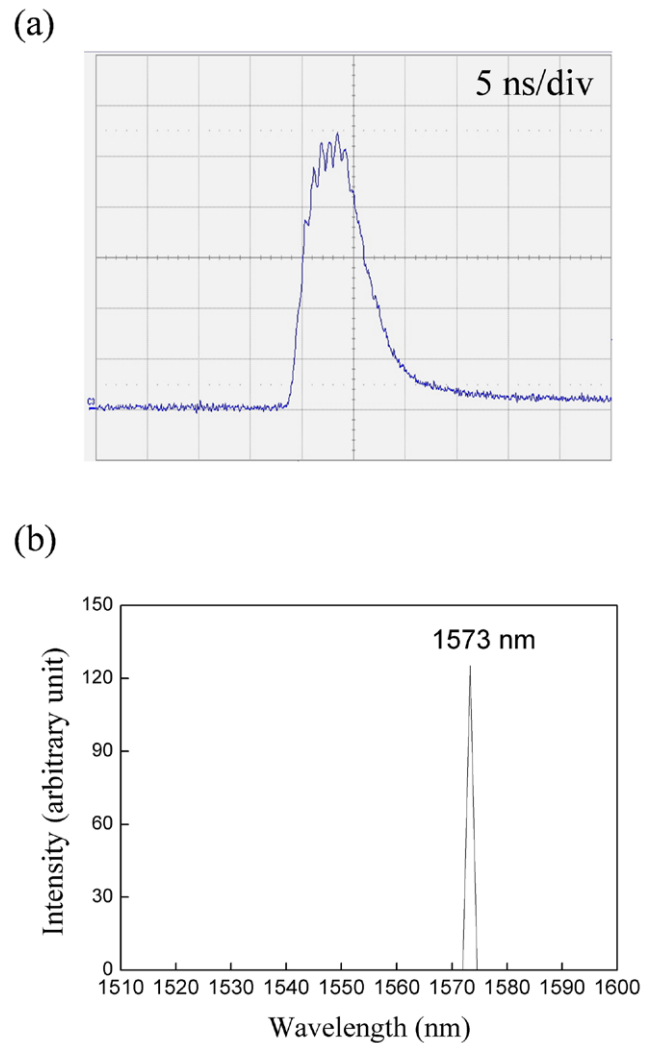 (a)
5 ns/div
C3
(b)
150
1573 nm
120
90
60
30
0
Intensity (arbitrary unit)
1510 1520 1530 1540 1550 1560 1570 1580 1590 1600
Wavelength (nm)